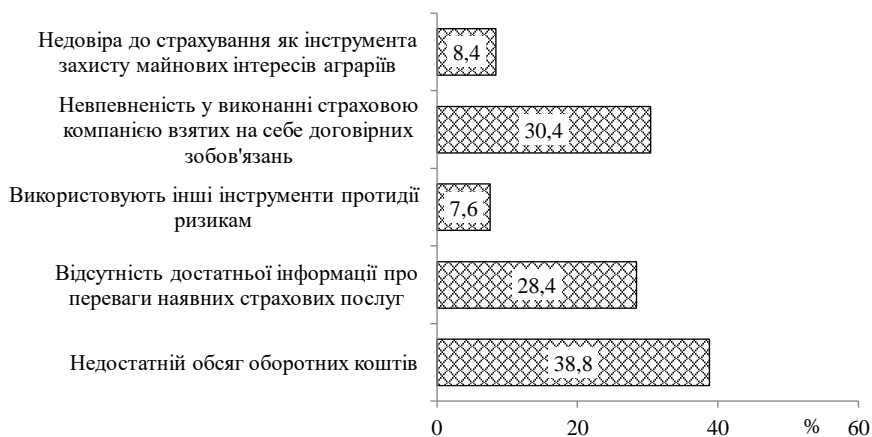 Недовіра до страхування як інструмента
захисту майнових інтересів аграріїв
8,4
Невпевненість у виконанні страховою
компанією взятих на себе договірних
зобов'язань
30,4
Використовують інші інструменти протидії
ризикам
7,6
Відсутність достатньої інформації про
переваги наявних страхових послуг
28,4
Недостатній обсяг оборотних коштів
38,8
0 20 40 % 60